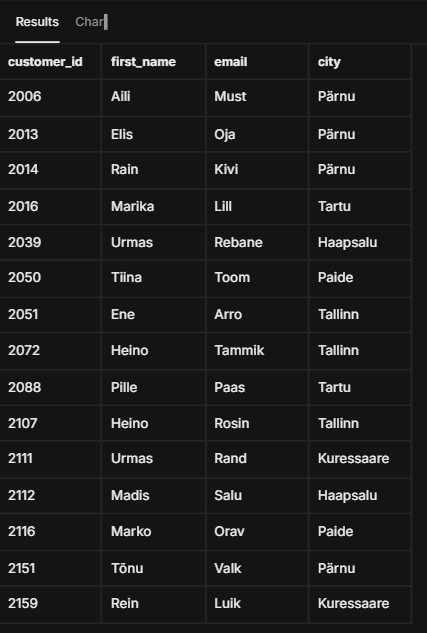 Results Char
customer_id first_name email city
2006 Aili Must Pärnu
2013 Elis Oja Pärnu
2014 Rain Kivi Pärnu
2016 Marika Lill Tartu
2039 Urmas Rebane Haapsalu
2050 Tiina Toom Paide
2051 Ene Arro Tallinn
2072 Heino Tammik Tallinn
2088 Pille Paas Tartu
2107 Heino Rosin Tallinn
2111 Urmas Rand Kuressaare
2112 Madis Salu Haapsalu
2116 Marko Orav Paide
2151 Tõnu Valk Pärnu
2159 Rein Luik Kuressaare